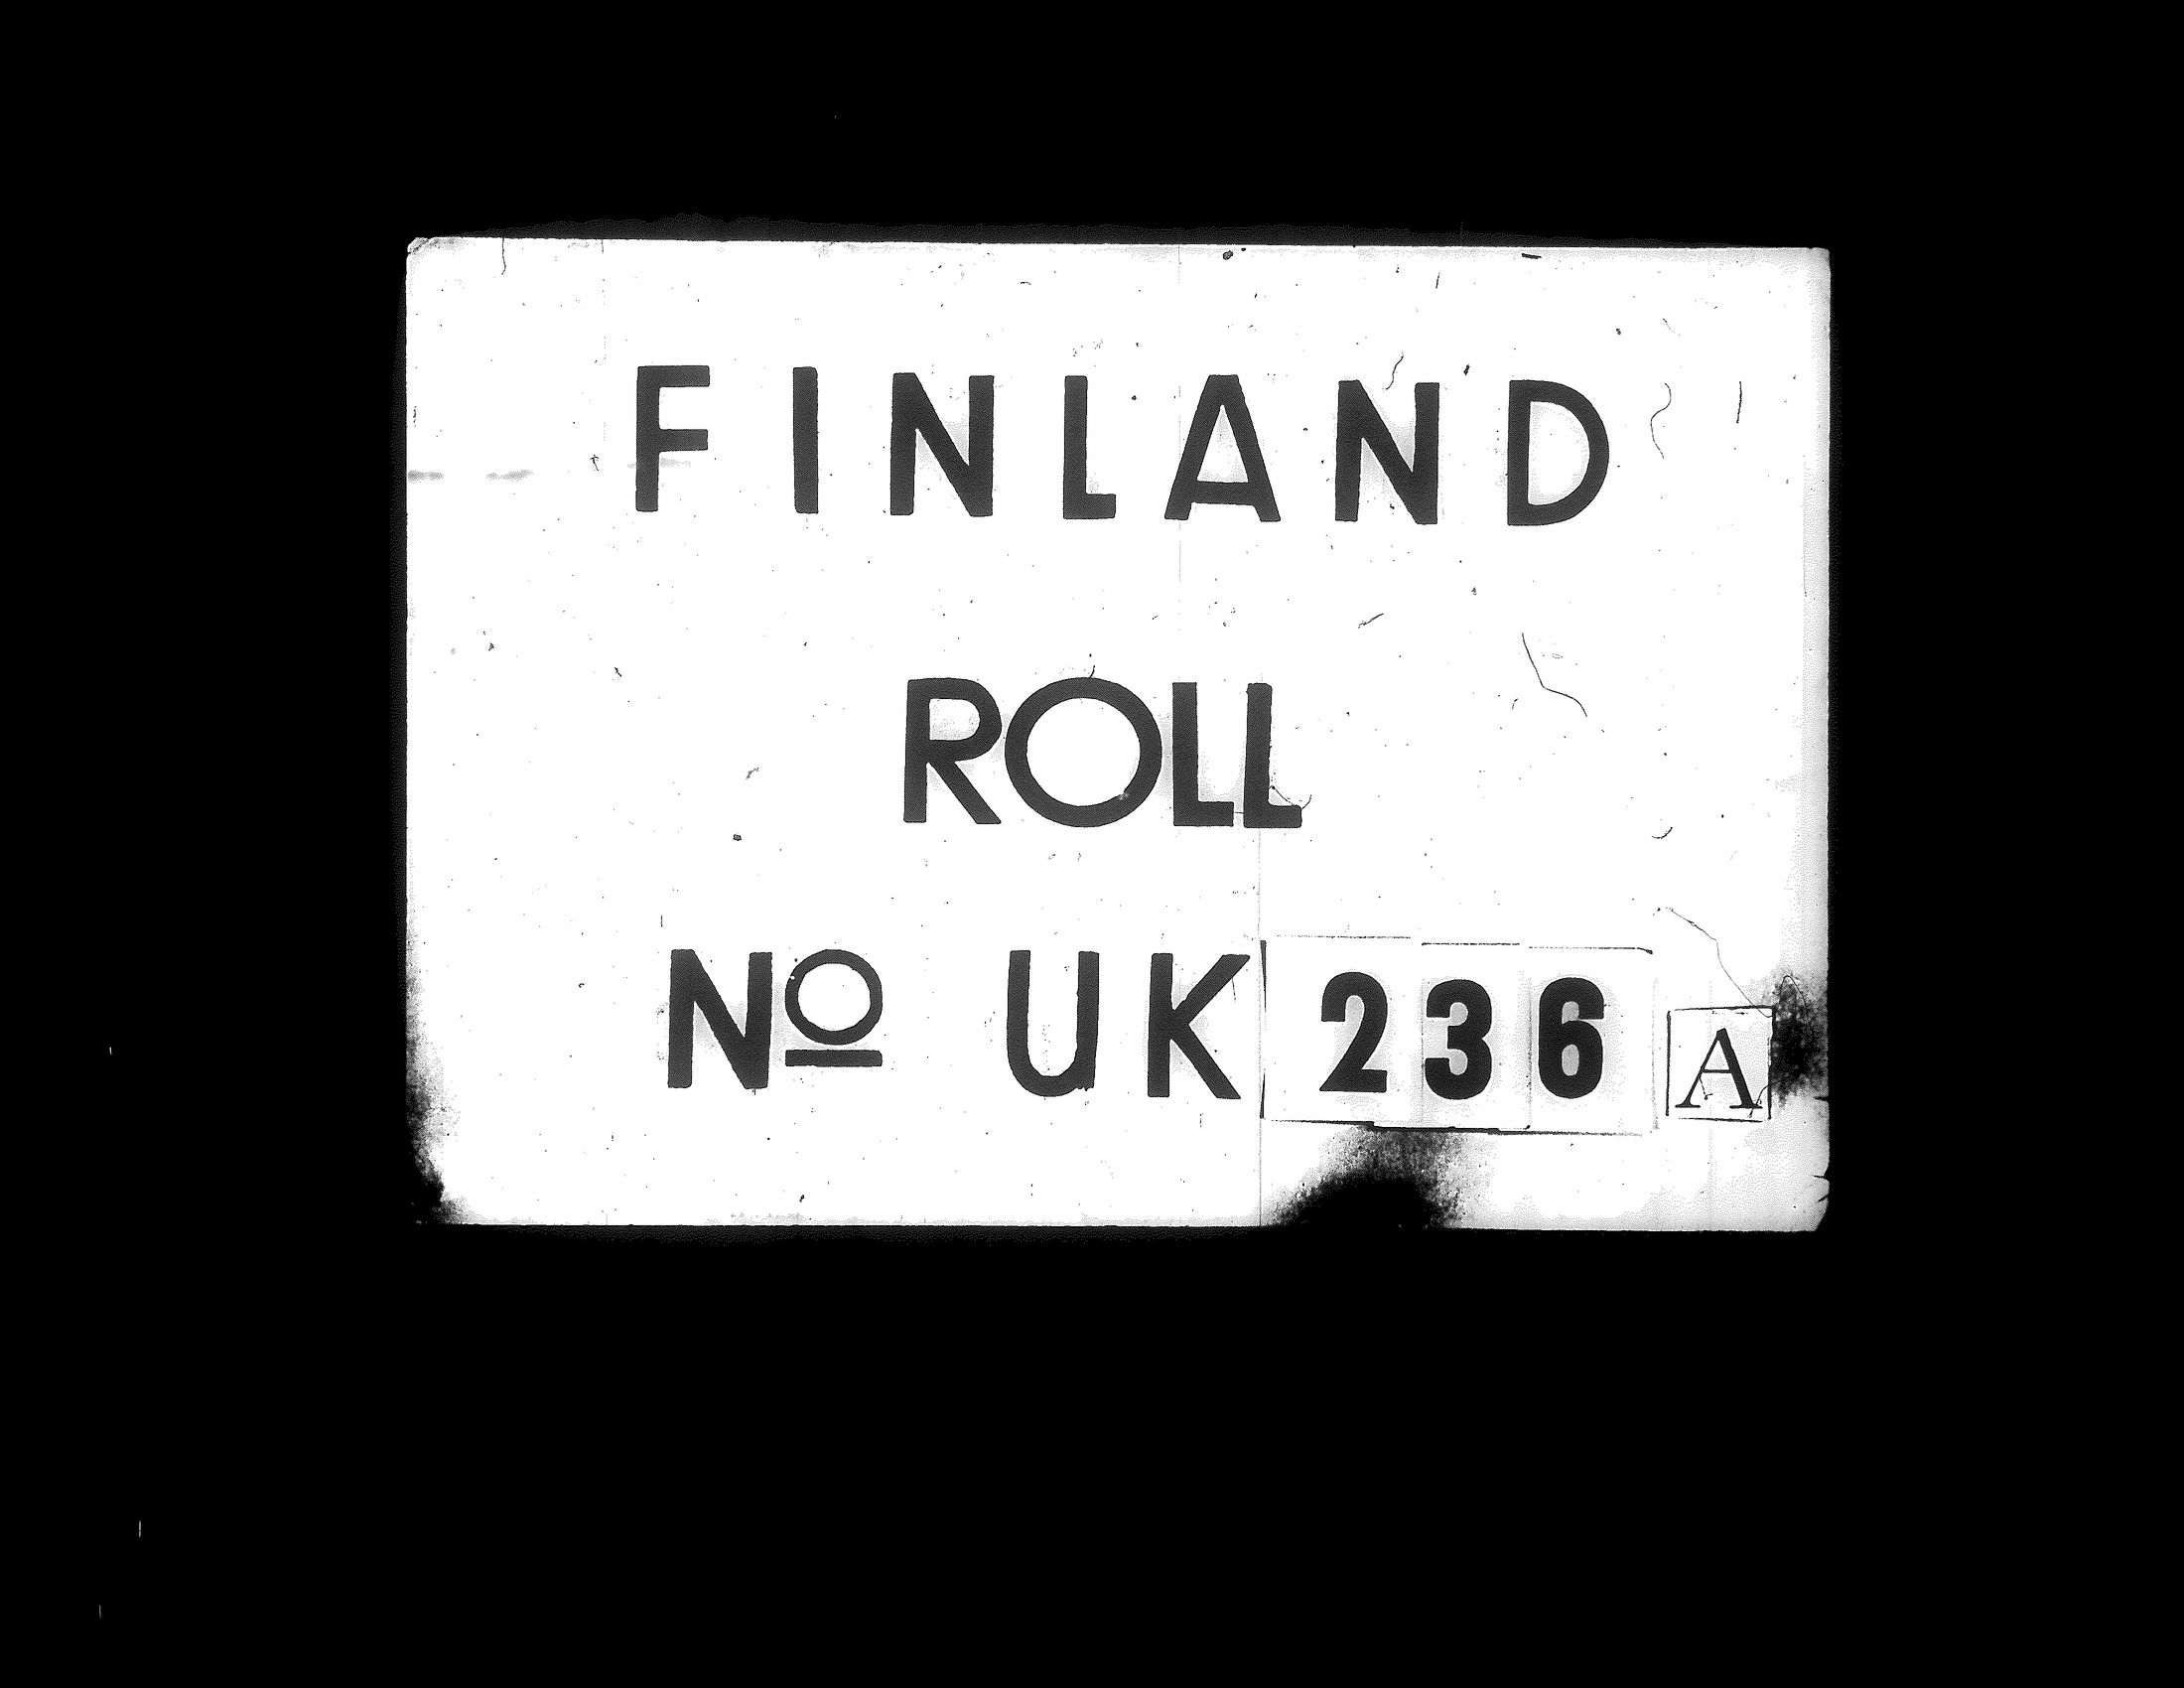 FINLAND
ROLL
Nº UK 236 A